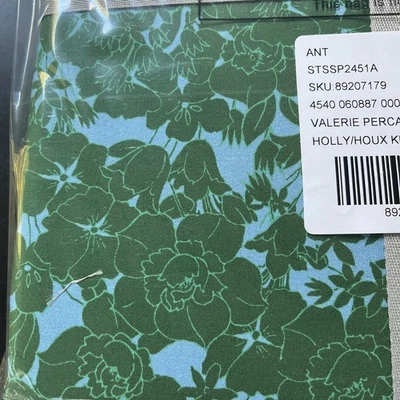 This bag is
ANT
STSSP2451A
SKU:89207179
4540 060887 000
VALERIE PERCA
HOLLY/HOUX K
892